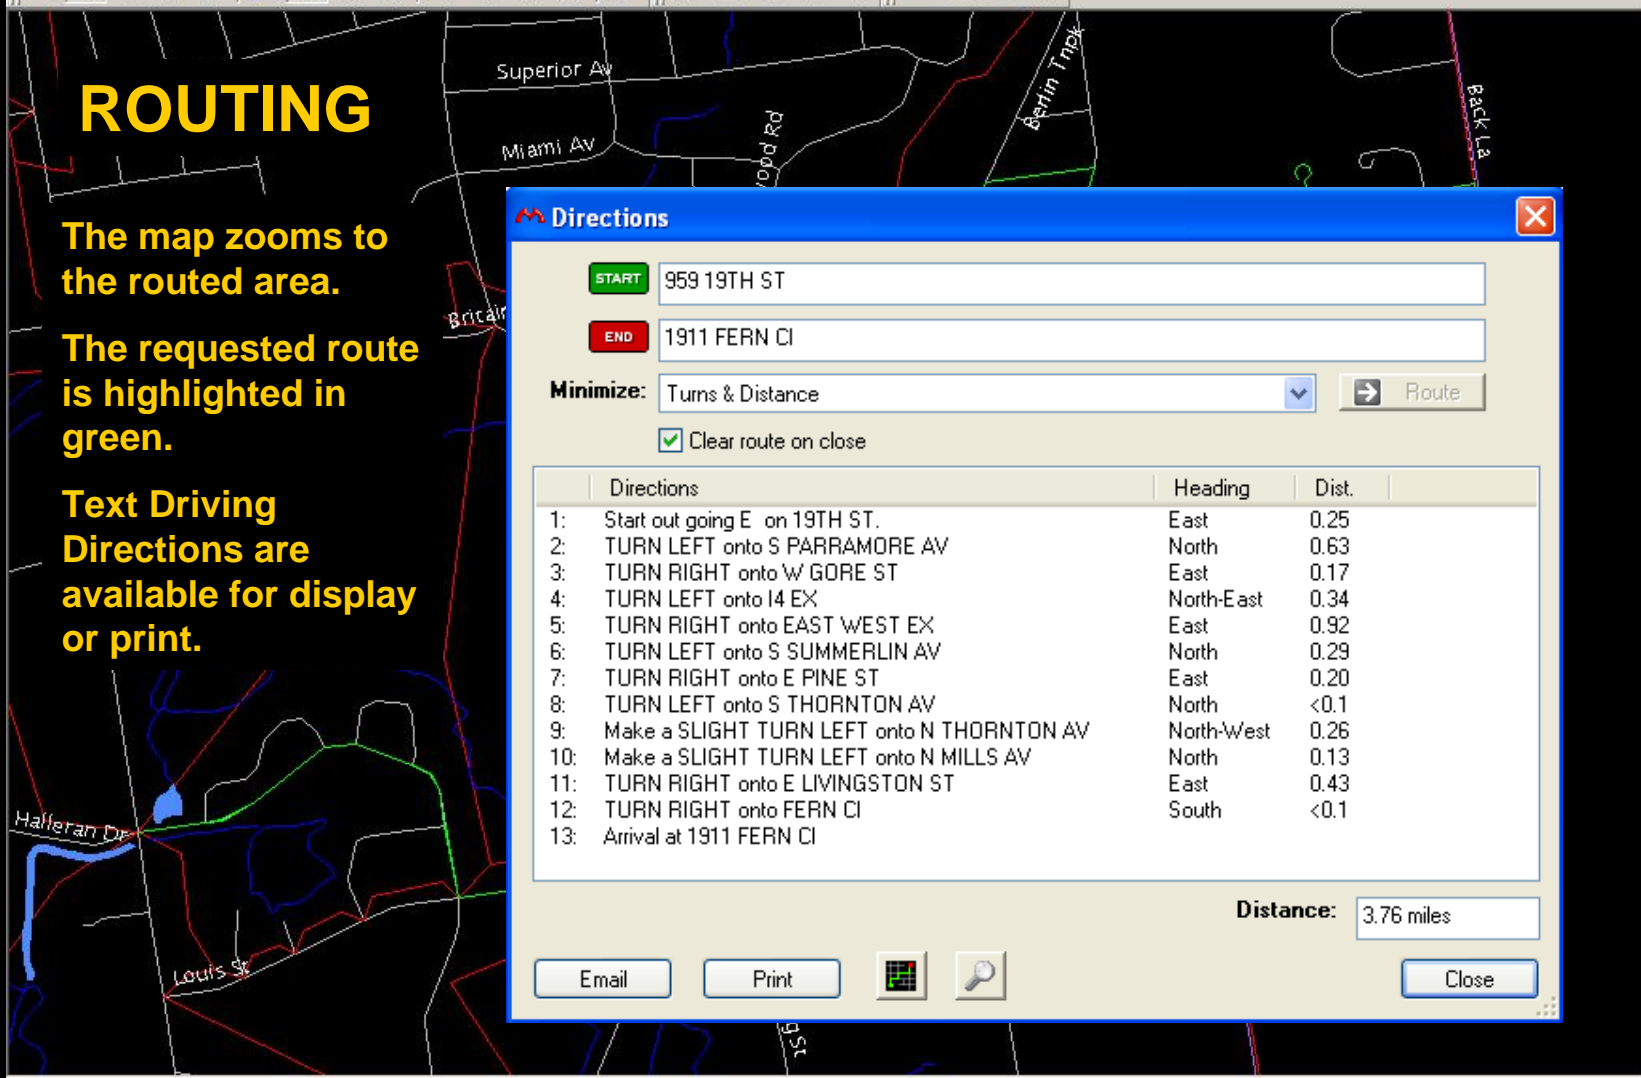 Superior Av
Berlin Tnpk
Back La
ROUTING
Miami Av
ood Rd
The map zooms to
the routed area.
The requested route
is highlighted in
green.
Text Driving
Directions are
available for display
or print.
Britain
Halleran Dr
Louis St
g St
Directions
START 959 19TH ST
END 1911 FERN CI
Minimize: Turns & Distance Route
Clear route on close
Directions Heading Dist.
1: Start out going E on 19TH ST. East 0.25
2: TURN LEFT onto S PARRAMORE AV North 0.63
3: TURN RIGHT onto W GORE ST East 0.17
4: TURN LEFT onto I4 EX North-East 0.34
5: TURN RIGHT onto EAST WEST EX East 0.92
6: TURN LEFT onto S SUMMERLIN AV North 0.29
7: TURN RIGHT onto E PINE ST East 0.20
8: TURN LEFT onto S THORNTON AV North <0.1
9: Make a SLIGHT TURN LEFT onto N THORNTON AV North-West 0.26
10: Make a SLIGHT TURN LEFT onto N MILLS AV North 0.13
11: TURN RIGHT onto E LIVINGSTON ST East 0.43
12: TURN RIGHT onto FERN CI South <0.1
13: Arrival at 1911 FERN CI
Distance: 3.76 miles
Email Print Close